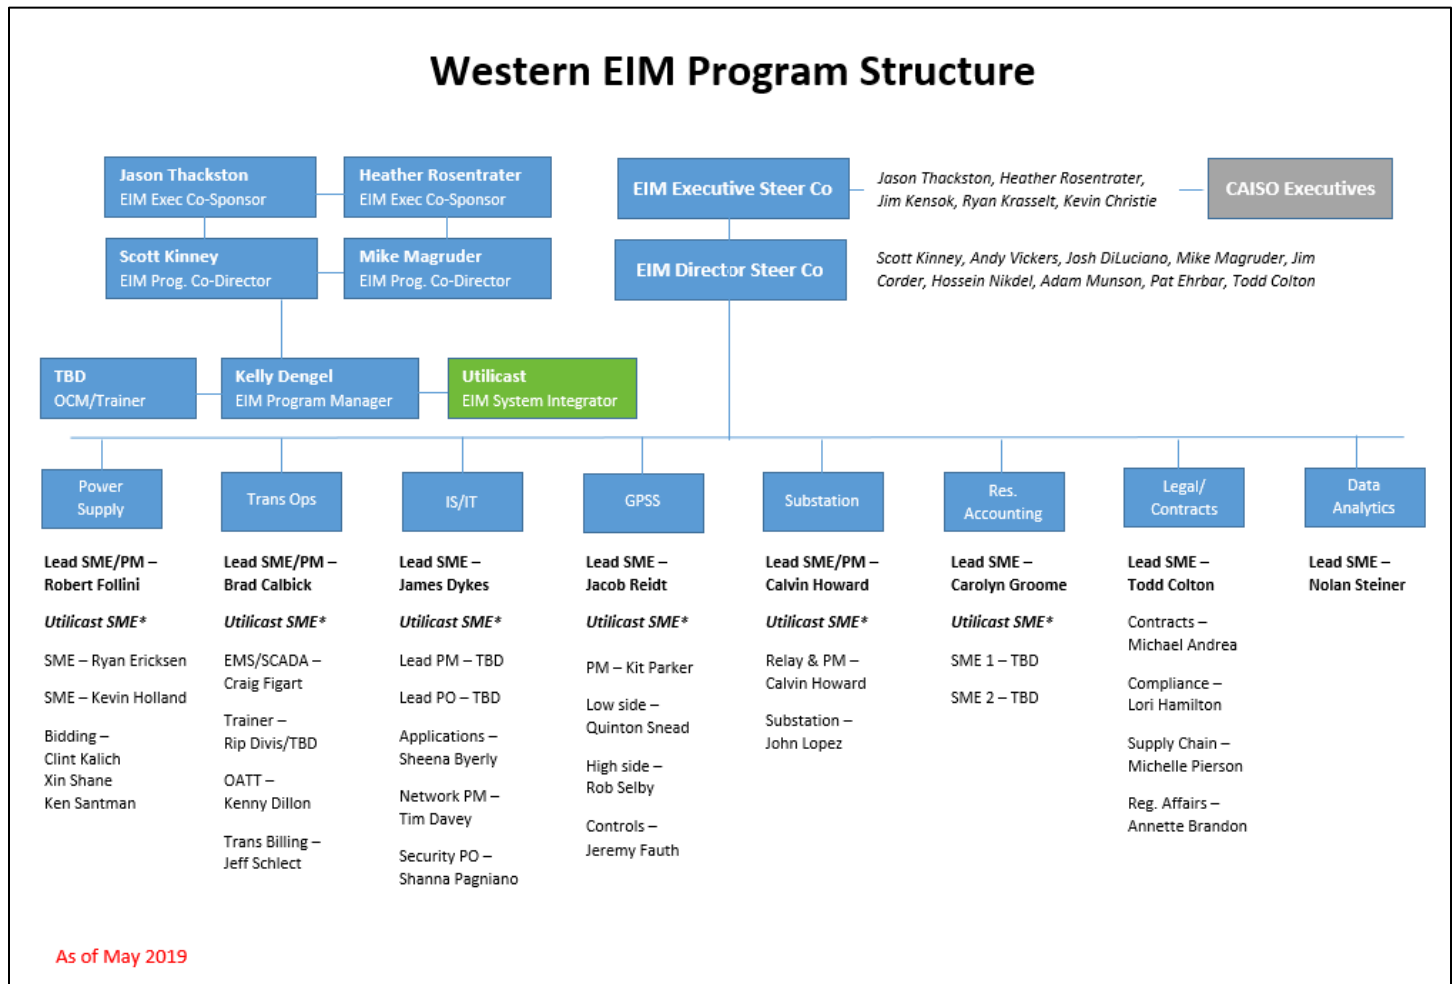 Western EIM Program Structure
Jason Thackston
EIM Exec Co-Sponsor
Heather Rosentrater
EIM Exec Co-Sponsor
EIM Executive Steer Co
Jason Thackston, Heather Rosentrater,
Jim Kensok, Ryan Krasselt, Kevin Christie
CAISO Executives
Scott Kinney
EIM Prog. Co-Director
Mike Magruder
EIM Prog. Co-Director
EIM Director Steer Co
Scott Kinney, Andy Vickers, Josh DiLuciano, Mike Magruder, Jim
Corder, Hossein Nikdel, Adam Munson, Pat Ehrbar, Todd Colton
TBD
OCM/Trainer
Kelly Dengel
EIM Program Manager
Utilicast
EIM System Integrator
Power
Supply
Trans Ops
IS/IT
GPSS
Substation
Res.
Accounting
Legal/
Contracts
Data
Analytics
Lead SME/PM –
Robert Follini
Utilicast SME*
SME – Ryan Ericksen
SME – Kevin Holland
Bidding –
Clint Kalich
Xin Shane
Ken Santman
Lead SME/PM –
Brad Calbick
Utilicast SME*
EMS/SCADA –
Craig Figart
Trainer –
Rip Divis/TBD
OATT –
Kenny Dillon
Trans Billing –
Jeff Schlect
Lead SME –
James Dykes
Utilicast SME*
Lead PM – TBD
Lead PO – TBD
Applications –
Sheena Byerly
Network PM –
Tim Davey
Security PO –
Shanna Pagniano
Lead SME –
Jacob Reidt
Utilicast SME*
PM – Kit Parker
Low side –
Quinton Snead
High side –
Rob Selby
Controls –
Jeremy Fauth
Lead SME/PM –
Calvin Howard
Utilicast SME*
Relay & PM –
Calvin Howard
Substation –
John Lopez
Lead SME –
Carolyn Groome
Utilicast SME*
SME 1 – TBD
SME 2 – TBD
Lead SME –
Todd Colton
Contracts –
Michael Andrea
Compliance –
Lori Hamilton
Supply Chain –
Michelle Pierson
Reg. Affairs –
Annette Brandon
Lead SME –
Nolan Steiner
As of May 2019